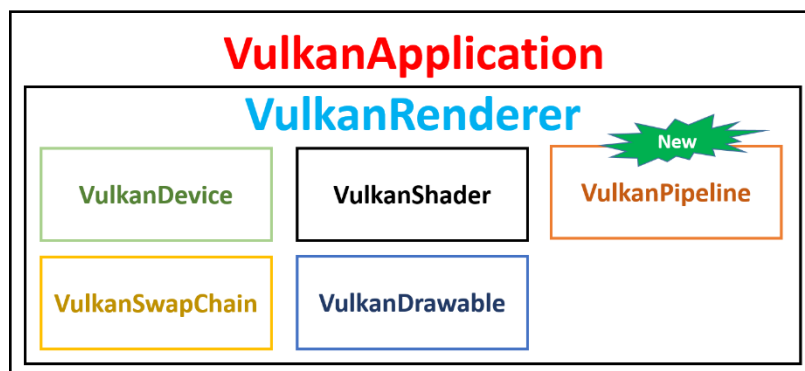 VulkanApplication
VulkanRenderer
New
VulkanDevice
VulkanShader
VulkanPipeline
VulkanSwapChain
VulkanDrawable